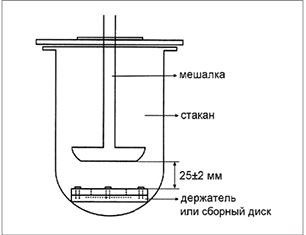 мешалка
стакан
25±2 мм
держатель
или сборный диск